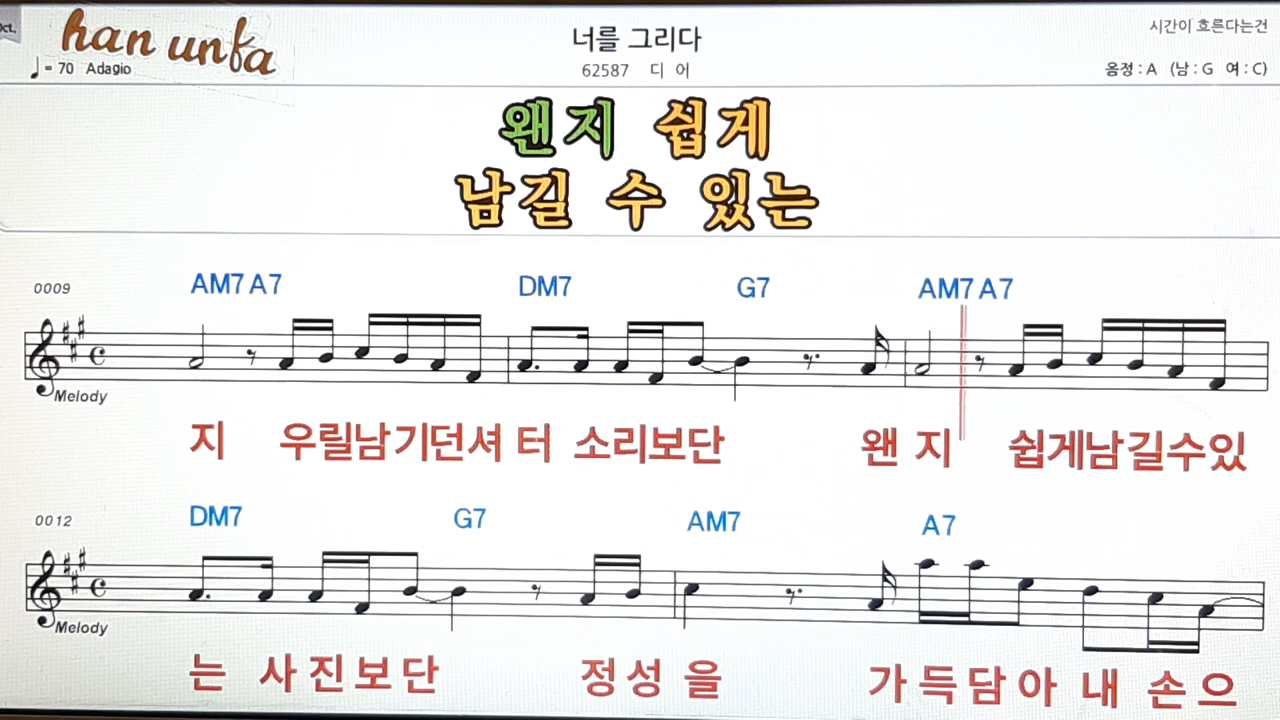 Oct.
han unfa
너를 그리다
시간이 흐른다는건
♩= 70 Adagio
62587 디 어
음정 : A (남 : G 여 : C)
왠지 쉽게
남길 수 있는
0009
AM7 A7 DM7 G7 AM7 A7
Melody
지 우릴남기던셔 터 소리보단 왠 지 쉽게남길수있
0012
DM7 G7 AM7 A7
Melody
는 사 진 보 단 정 성 을 가 득 담 아 내 손 으